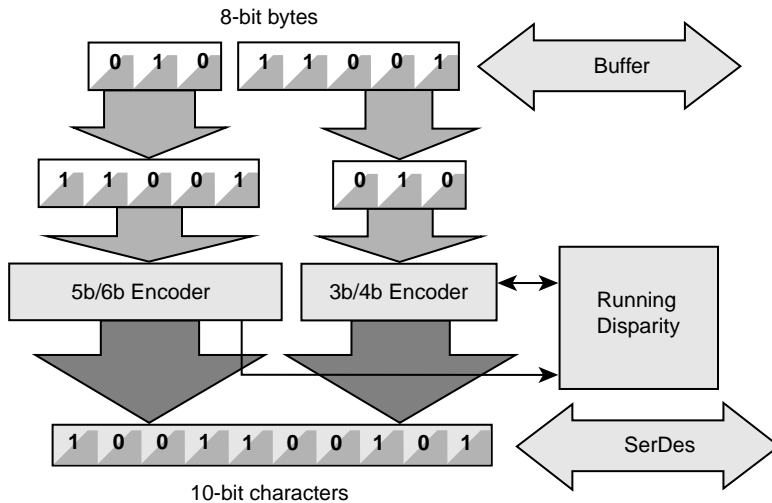 8-bit bytes
0 1 0 1 1 0 0 1
Buffer
1 1 0 0 1 0 1 0
5b/6b Encoder 3b/4b Encoder
Running
Disparity
1 0 0 1 1 0 0 1 0 1
SerDes
10-bit characters